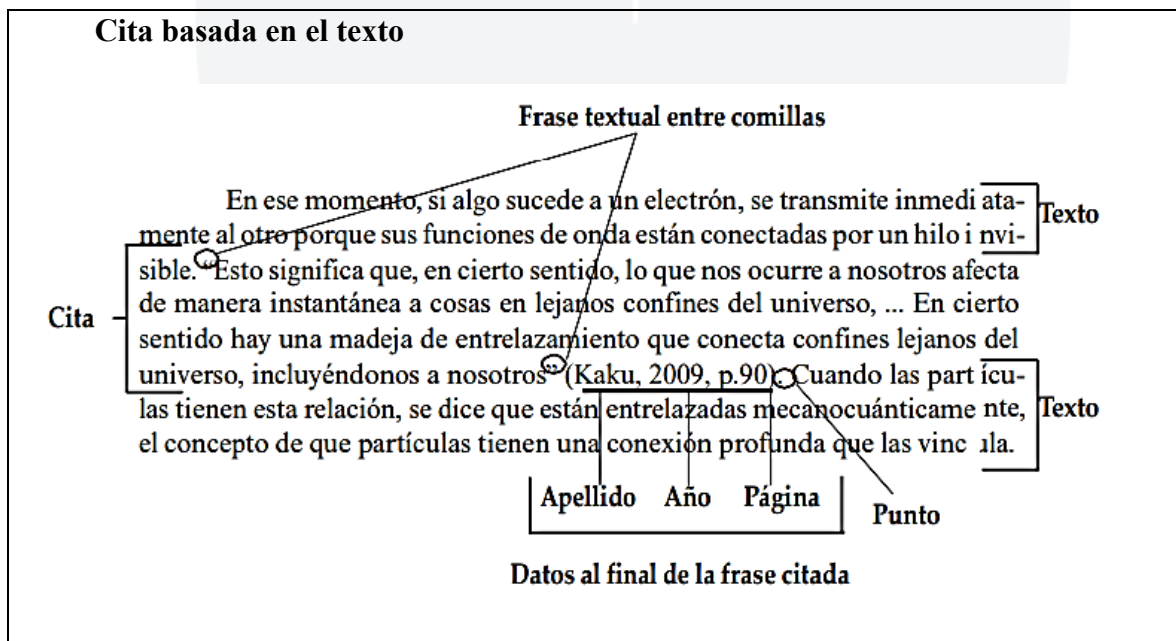 Cita basada en el texto
Frase textual entre comillas
En ese momento, si algo sucede a un electrón, se transmite inmedi ata-
mente al otro porque sus funciones de onda están conectadas por un hilo i nvi-
sible. “Esto significa que, en cierto sentido, lo que nos ocurre a nosotros afecta
de manera instantánea a cosas en lejanos confines del universo, ... En cierto
sentido hay una madeja de entrelazamiento que conecta confines lejanos del
universo, incluyéndonos a nosotros” (Kaku, 2009, p.90). Cuando las part ícu-
las tienen esta relación, se dice que están entrelazadas mecanocuánticame nte,
el concepto de que partículas tienen una conexión profunda que las vinc ula.
Texto
Cita
Texto
Apellido Año Página
Punto
Datos al final de la frase citada